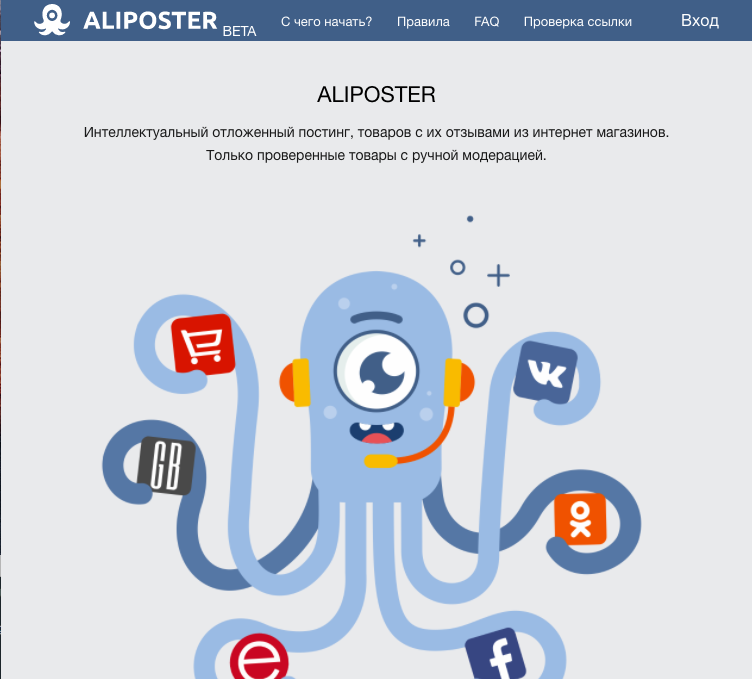 ALIPOSTER BETA С чего начать? Правила FAQ Проверка ссылки Вход
ALIPOSTER
Интеллектуальный отложенный постинг, товаров с их отзывами из интернет магазинов.
Только проверенные товары с ручной модерацией.
GB